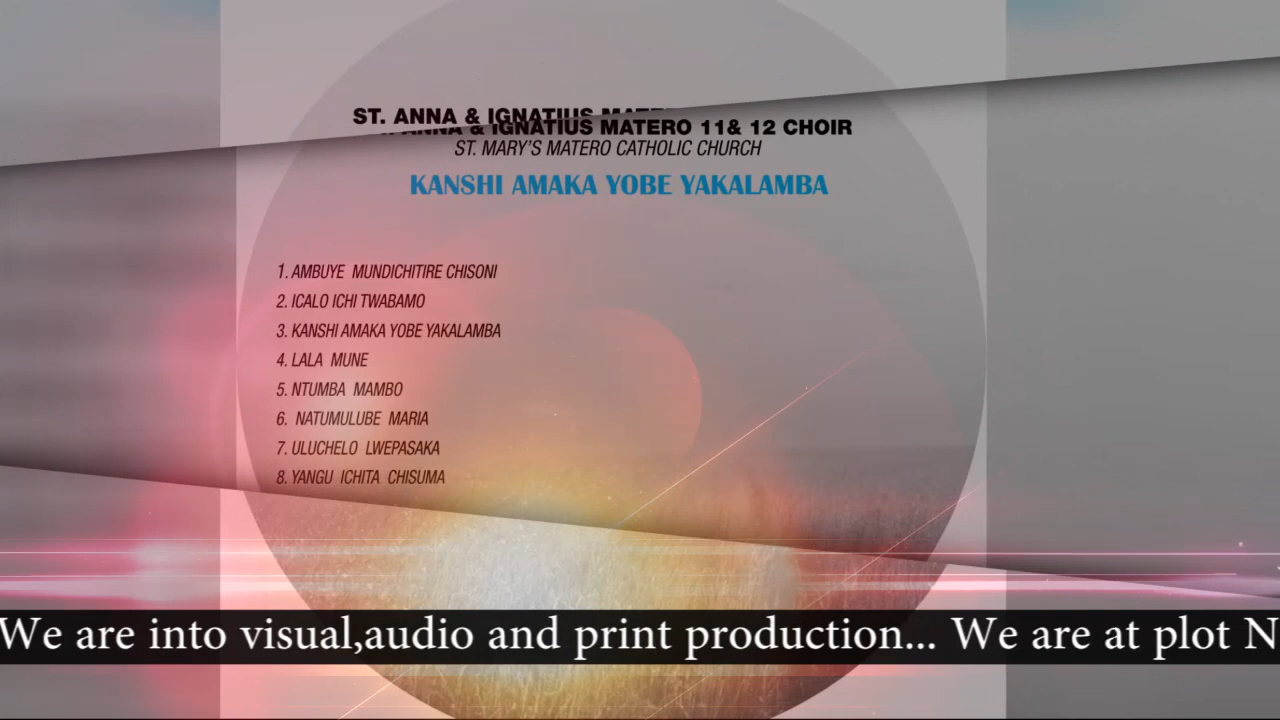 ST. ANNA & IGNATIUS MATERO
ANNA & IGNATIUS MATERO 11& 12 CHOIR
ST. MARY'S MATERO CATHOLIC CHURCH
KANSHI AMAKA YOBE YAKALAMBA
1. AMBUYE MUNDICHITIRE CHISONI
2. ICALO ICHI TWABAMO
3. KANSHI AMAKA YOBE YAKALAMBA
4. LALA MUNE
5. NTUMBA MAMBO
6. NATUMULUBE MARIA
7. ULUCHELO LWEPASAKA
8. YANGU ICHITA CHISUMA
We are into visual,audio and print production... We are at plot N